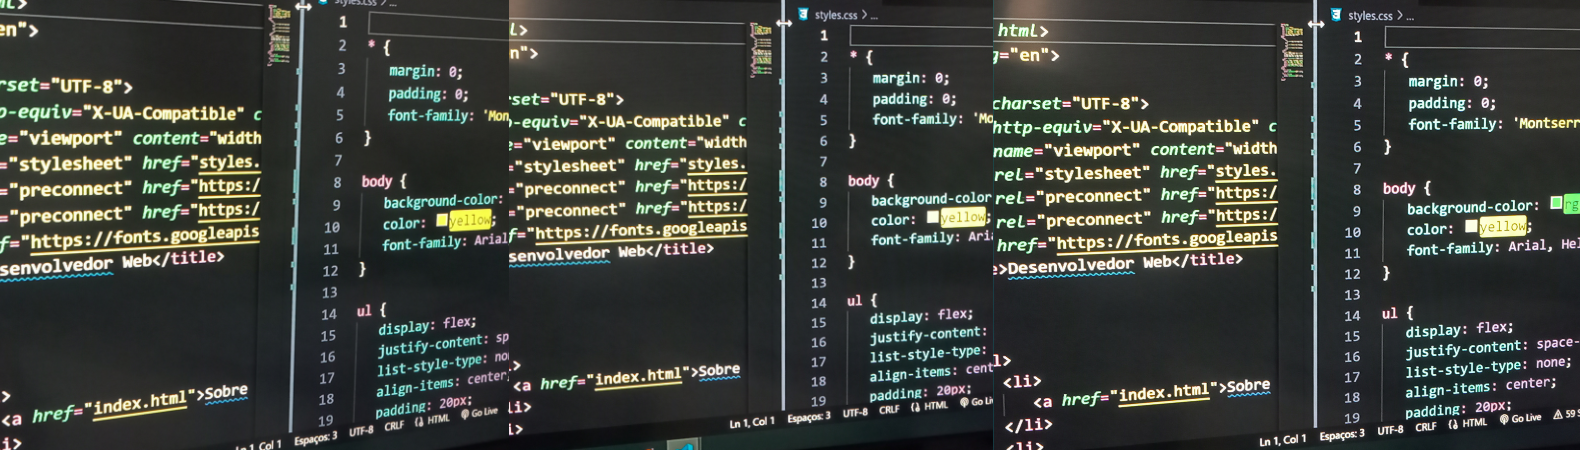 ml>
en">
rset="UTF-8">
p-equiv="X-UA-Compatible" c
e="viewport" content="width
="stylesheet" href="styles.
="preconnect" href="https:/
="preconnect" href="https:/
f="https://fonts.googleapis
senvolvedor Web</title>
>
<a href="index.html">Sobre
i>
styles.css > ...
1
2 * {
3 margin: 0;
4 padding: 0;
5 font-family: 'Mon
6 }
7
8 body {
9 background-color:
10 color: yellow;
11 font-family: Arial
12 }
13
14 ul {
15 display: flex;
16 justify-content: sp
17 list-style-type: no
18 align-items: center
19 padding: 20px;
Ln 1, Col 1 Espaços: 3 UTF-8 CRLF HTML Go Live
l>
n">
set="UTF-8">
-equiv="X-UA-Compatible" c
="viewport" content="width
="stylesheet" href="styles.
="preconnect" href="https:/
="preconnect" href="https:/
="https://fonts.googleapis
senvolvedor Web</title>
>
<a href="index.html">Sobre
li>
styles.css > ...
1
2 * {
3 margin: 0;
4 padding: 0;
5 font-family: 'Mo
6 }
7
8 body {
9 background-color
10 color: yellow;
11 font-family: Aria
12 }
13
14 ul {
15 display: flex;
16 justify-content:
17 list-style-type:
18 align-items: cent
19 padding: 20px;
Ln 1, Col 1 Espaços: 3 UTF-8 CRLF HTML Go Li
html>
g="en">
charset="UTF-8">
http-equiv="X-UA-Compatible" c
name="viewport" content="width
rel="stylesheet" href="styles.
rel="preconnect" href="https:/
rel="preconnect" href="https:/
href="https://fonts.googleapis
e>Desenvolvedor Web</title>
l>
<li>
<a href="index.html">Sobre
</li>
<li>
styles.css > ...
1
2 * {
3 margin: 0;
4 padding: 0;
5 font-family: 'Montserr
6 }
7
8 body {
9 background-color: rg
10 color: yellow;
11 font-family: Arial, Hel
12 }
13
14 ul {
15 display: flex;
16 justify-content: space-
17 list-style-type: none;
18 align-items: center;
19 padding: 20px;
Ln 1, Col 1 Espaços: 3 UTF-8 CRLF HTML Go Live 59 S